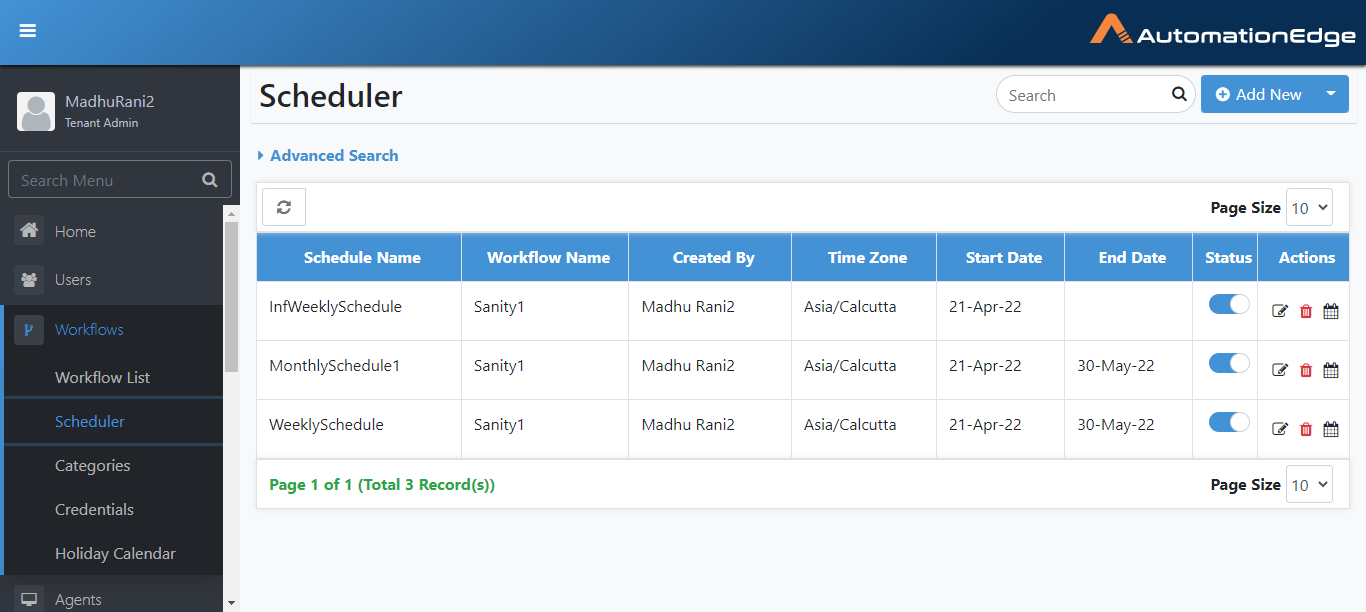 AutomationEdge
MadhuRani2
Tenant Admin
Search Menu
Home
Users
Workflows
Workflow List
Scheduler
Categories
Credentials
Holiday Calendar
Agents
Scheduler
Search
Add New
Advanced Search
Page Size 10
Schedule Name Workflow Name Created By Time Zone Start Date End Date Status Actions
InfWeeklySchedule Sanity1 Madhu Rani2 Asia/Calcutta 21-Apr-22
MonthlySchedule1 Sanity1 Madhu Rani2 Asia/Calcutta 21-Apr-22 30-May-22
WeeklySchedule Sanity1 Madhu Rani2 Asia/Calcutta 21-Apr-22 30-May-22
Page 1 of 1 (Total 3 Record(s)) Page Size 10